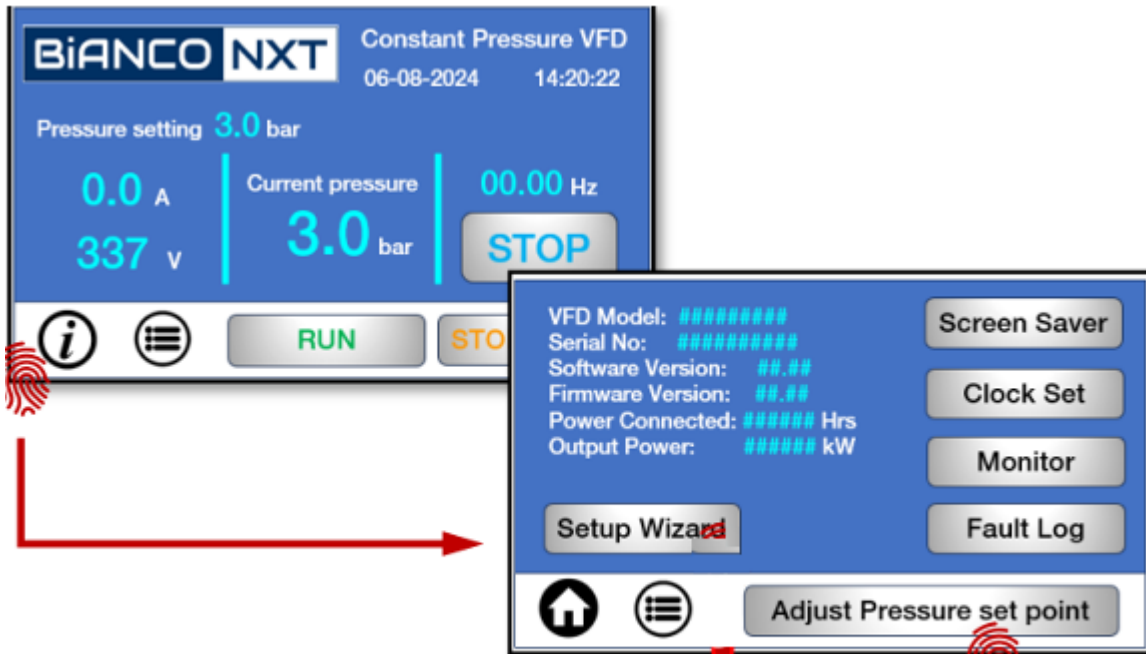 BiANCO NXT
Constant Pressure VFD
06-08-2024 14:20:22
Pressure setting 3.0 bar
0.0 A
337 V
Current pressure
3.0 bar
00.00 Hz
STOP
i
RUN
STO
VFD Model: #########
Serial No: ##########
Software Version: ##.##
Firmware Version: ##.##
Power Connected: ###### Hrs
Output Power: ###### kW
Setup Wizard
Screen Saver
Clock Set
Monitor
Fault Log
Adjust Pressure set point